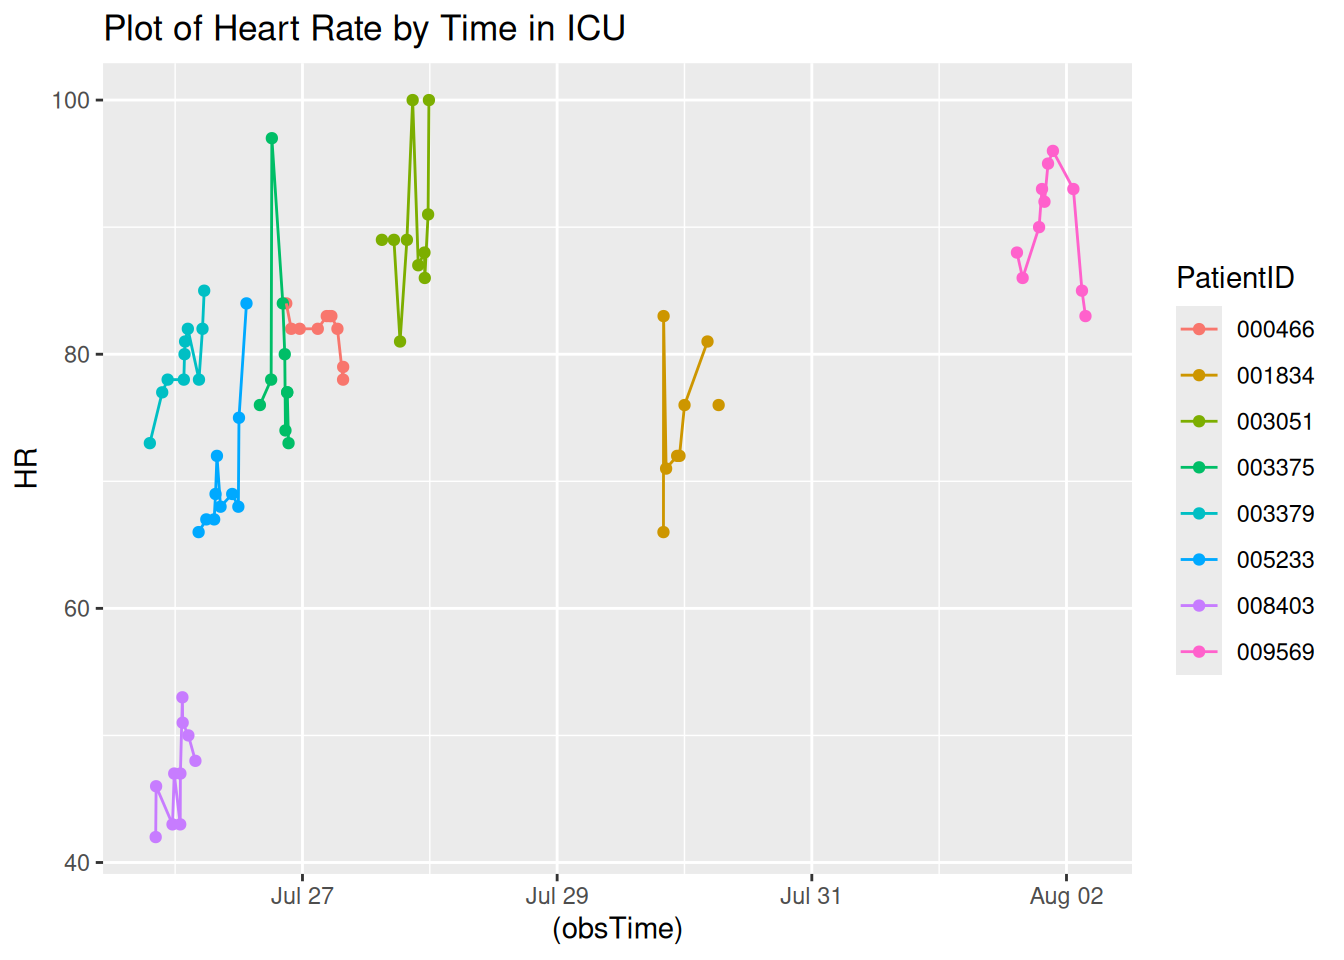 Plot of Heart Rate by Time in ICU
100
80
60
40
HR
Jul 27
Jul 29
Jul 31
Aug 02
(obsTime)
PatientID
000466
001834
003051
003375
003379
005233
008403
009569